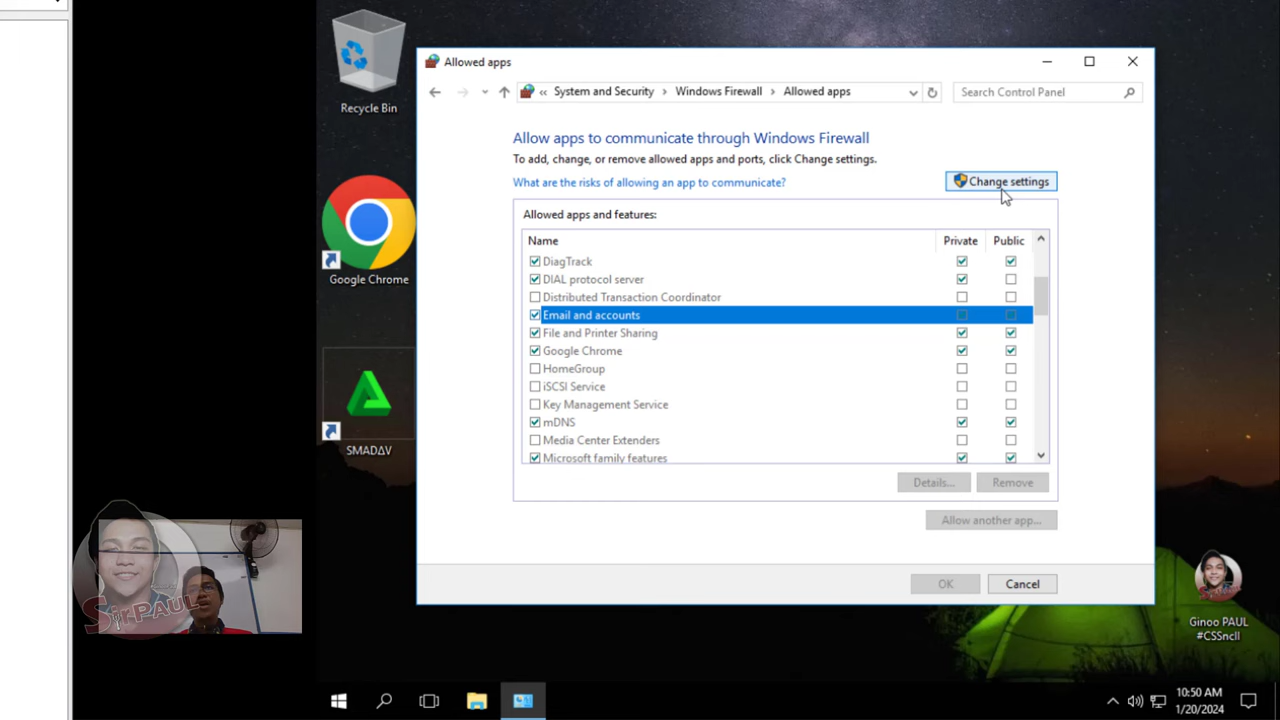 Recycle Bin
Google Chrome
SMADΔV
Allowed apps
« System and Security > Windows Firewall > Allowed apps
Search Control Panel
Allow apps to communicate through Windows Firewall
To add, change, or remove allowed apps and ports, click Change settings.
What are the risks of allowing an app to communicate?
Change settings
Allowed apps and features:
Name Private Public
DiagTrack
DIAL protocol server
Distributed Transaction Coordinator
Email and accounts
File and Printer Sharing
Google Chrome
HomeGroup
iSCSI Service
Key Management Service
mDNS
Media Center Extenders
Microsoft family features
Details... Remove
Allow another app...
OK Cancel
SirPAUL
Ginoo PAUL
#CSSncII
10:50 AM
1/20/2024